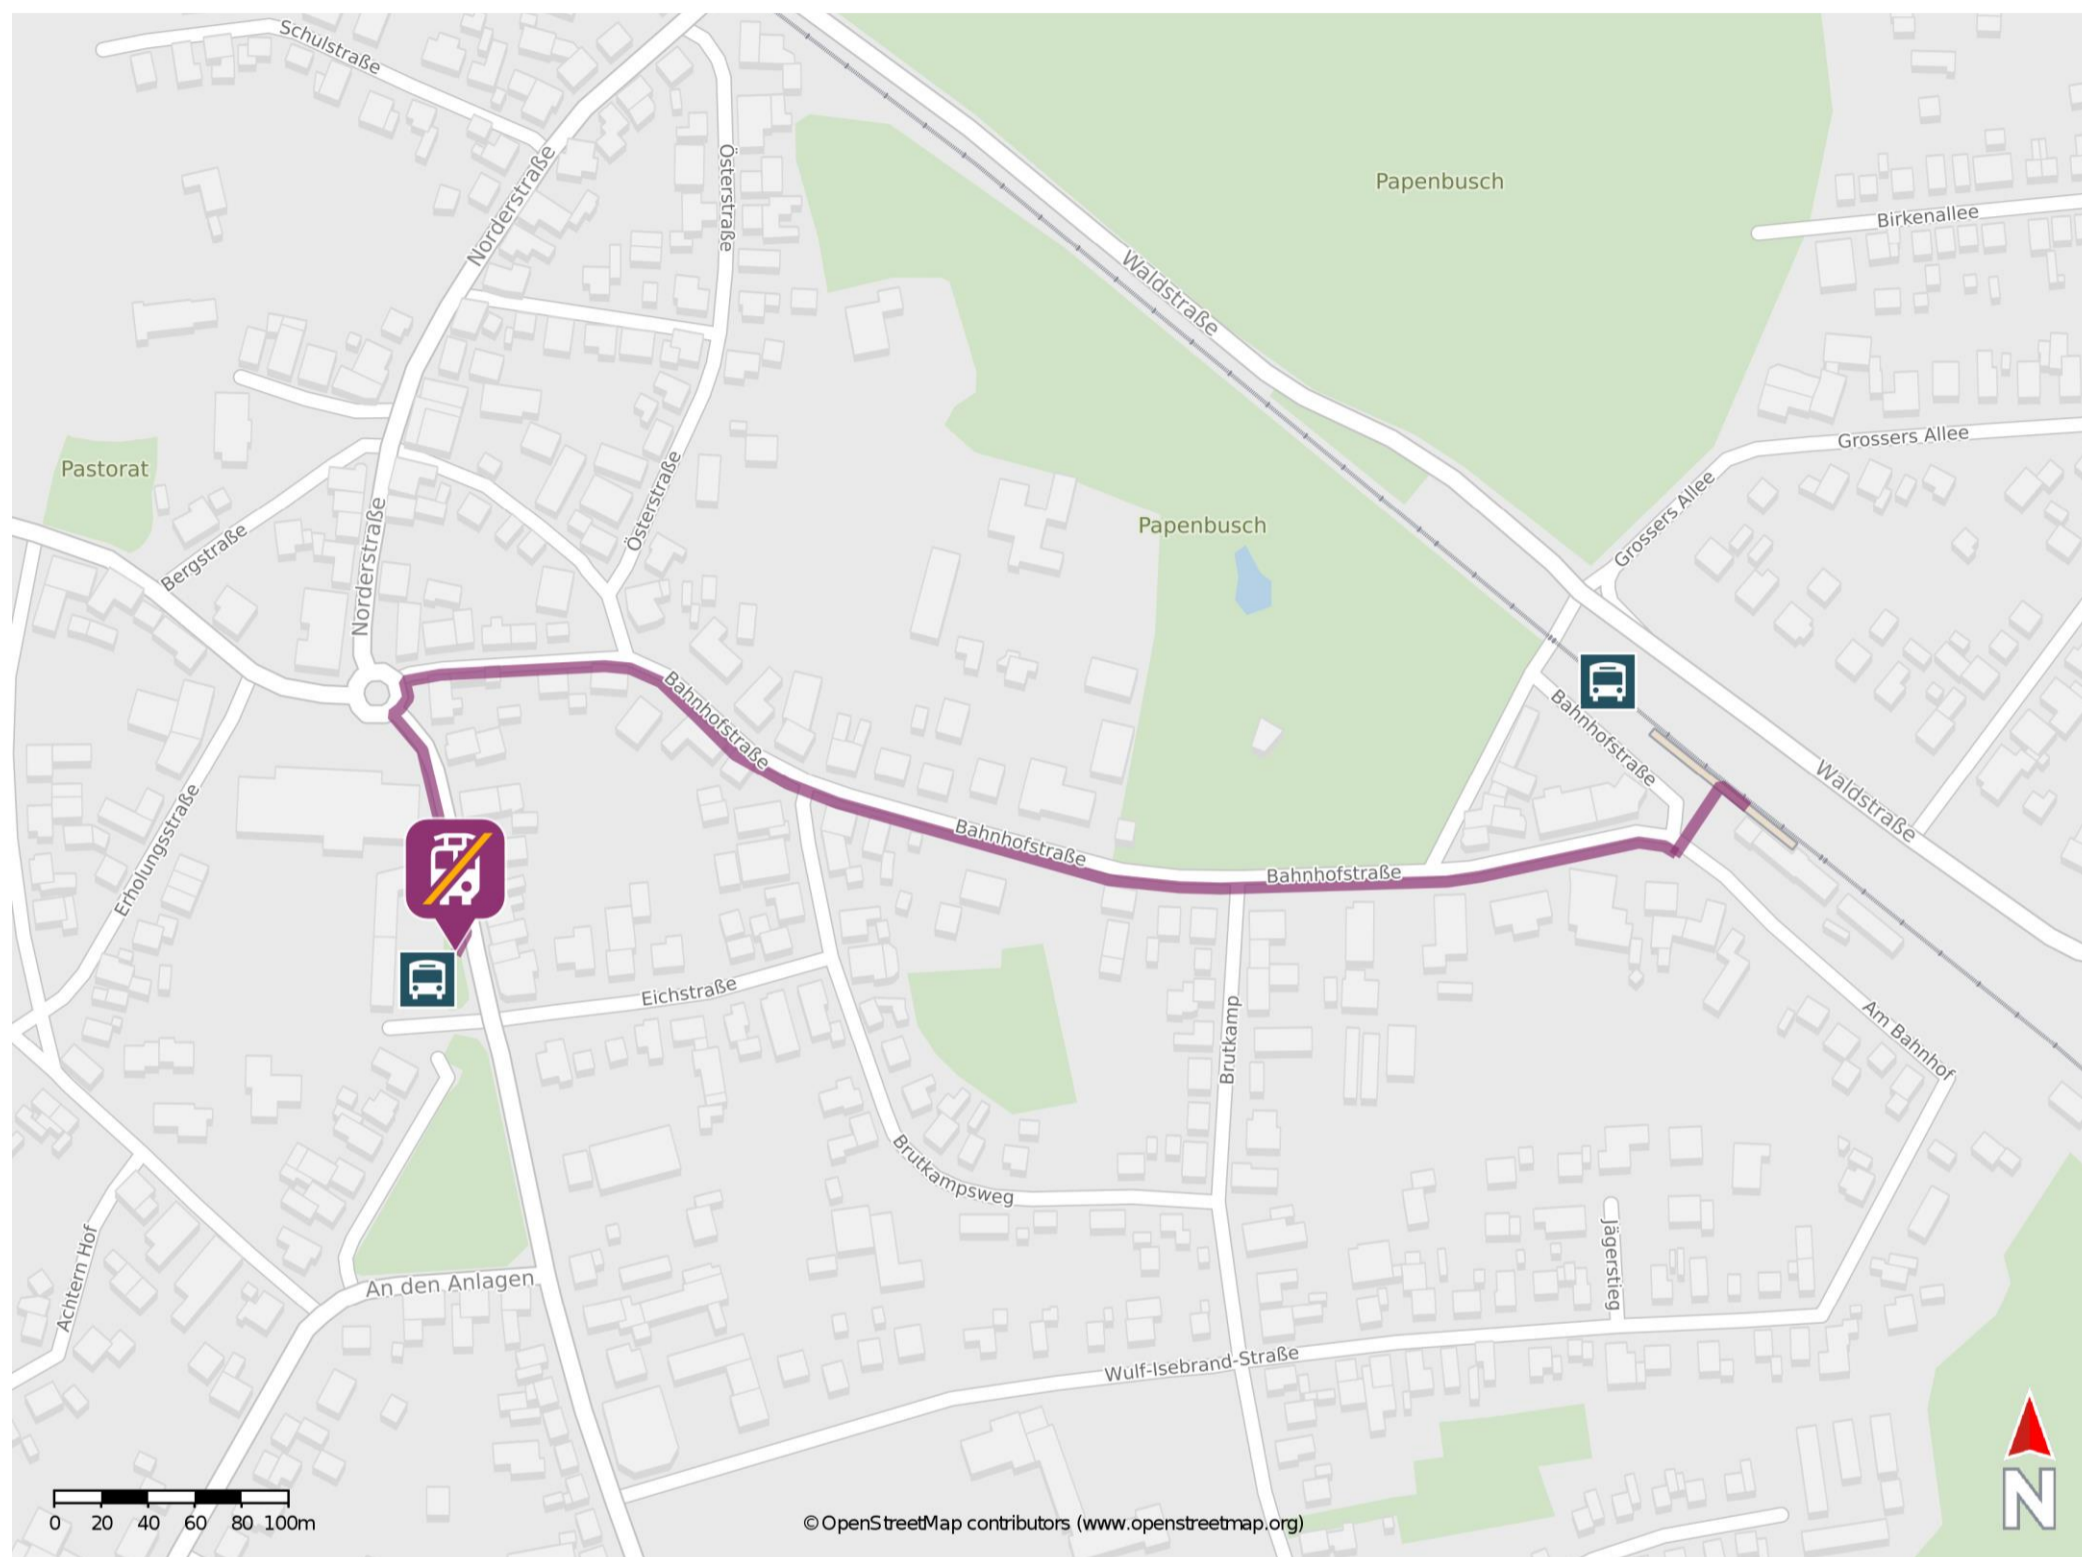 Schulstraße
Norderstraße
Österstraße
Papenbusch
Birkenallee
Waldstraße
Grossers Allee
Grossers Allee
Pastorat
Österstraße
Papenbusch
Bergstraße
Norderstraße
Bahnhofstraße
Bahnhofstraße
Waldstraße
Erholungsstraße
Bahnhofstraße
Bahnhofstraße
Eichstraße
Brutkamp
Am Bahnhof
Brutkampsweg
Achtern Hof
Jägerstieg
An den Anlagen
Wulf-Isebrand-Straße
0 20 40 60 80 100m
© OpenStreetMap contributors (www.openstreetmap.org)
N